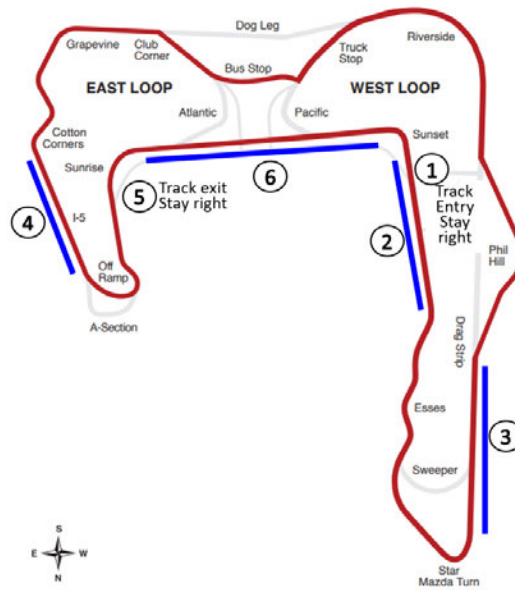 Dog Leg
Grapevine
Club
Corner
Truck
Stop
Riverside
Bus Stop
EAST LOOP
WEST LOOP
Atlantic
Pacific
Cotton
Corners
Sunset
Sunrise
6
1
5
Track exit
Stay right
Track
Entry
Stay
right
4
I-5
2
Phil
Hill
Off
Ramp
A-Section
Drag Strip
Esses
3
Sweeper
S
E
W
N
Star
Mazda Turn